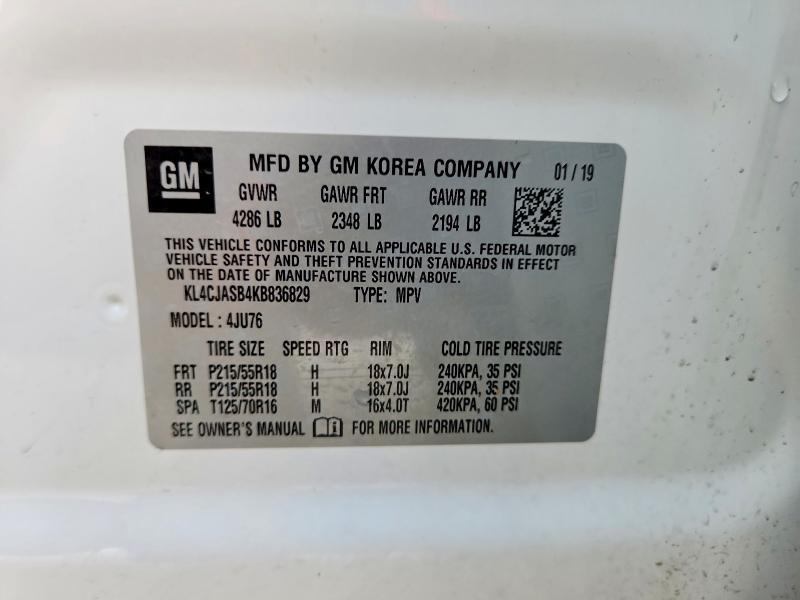 GM MFD BY GM KOREA COMPANY 01/19
GVWR GAWR FRT GAWR RR
4286 LB 2348 LB 2194 LB
THIS VEHICLE CONFORMS TO ALL APPLICABLE U.S. FEDERAL MOTOR
VEHICLE SAFETY AND THEFT PREVENTION STANDARDS IN EFFECT
ON THE DATE OF MANUFACTURE SHOWN ABOVE.
KL4CJASB4KB836829 TYPE: MPV
MODEL : 4JU76
TIRE SIZE SPEED RTG RIM COLD TIRE PRESSURE
FRT P215/55R18 H 18x7.0J 240KPA, 35 PSI
RR P215/55R18 H 18x7.0J 240KPA, 35 PSI
SPA T125/70R16 M 16x4.0T 420KPA, 60 PSI
SEE OWNER'S MANUAL FOR MORE INFORMATION.